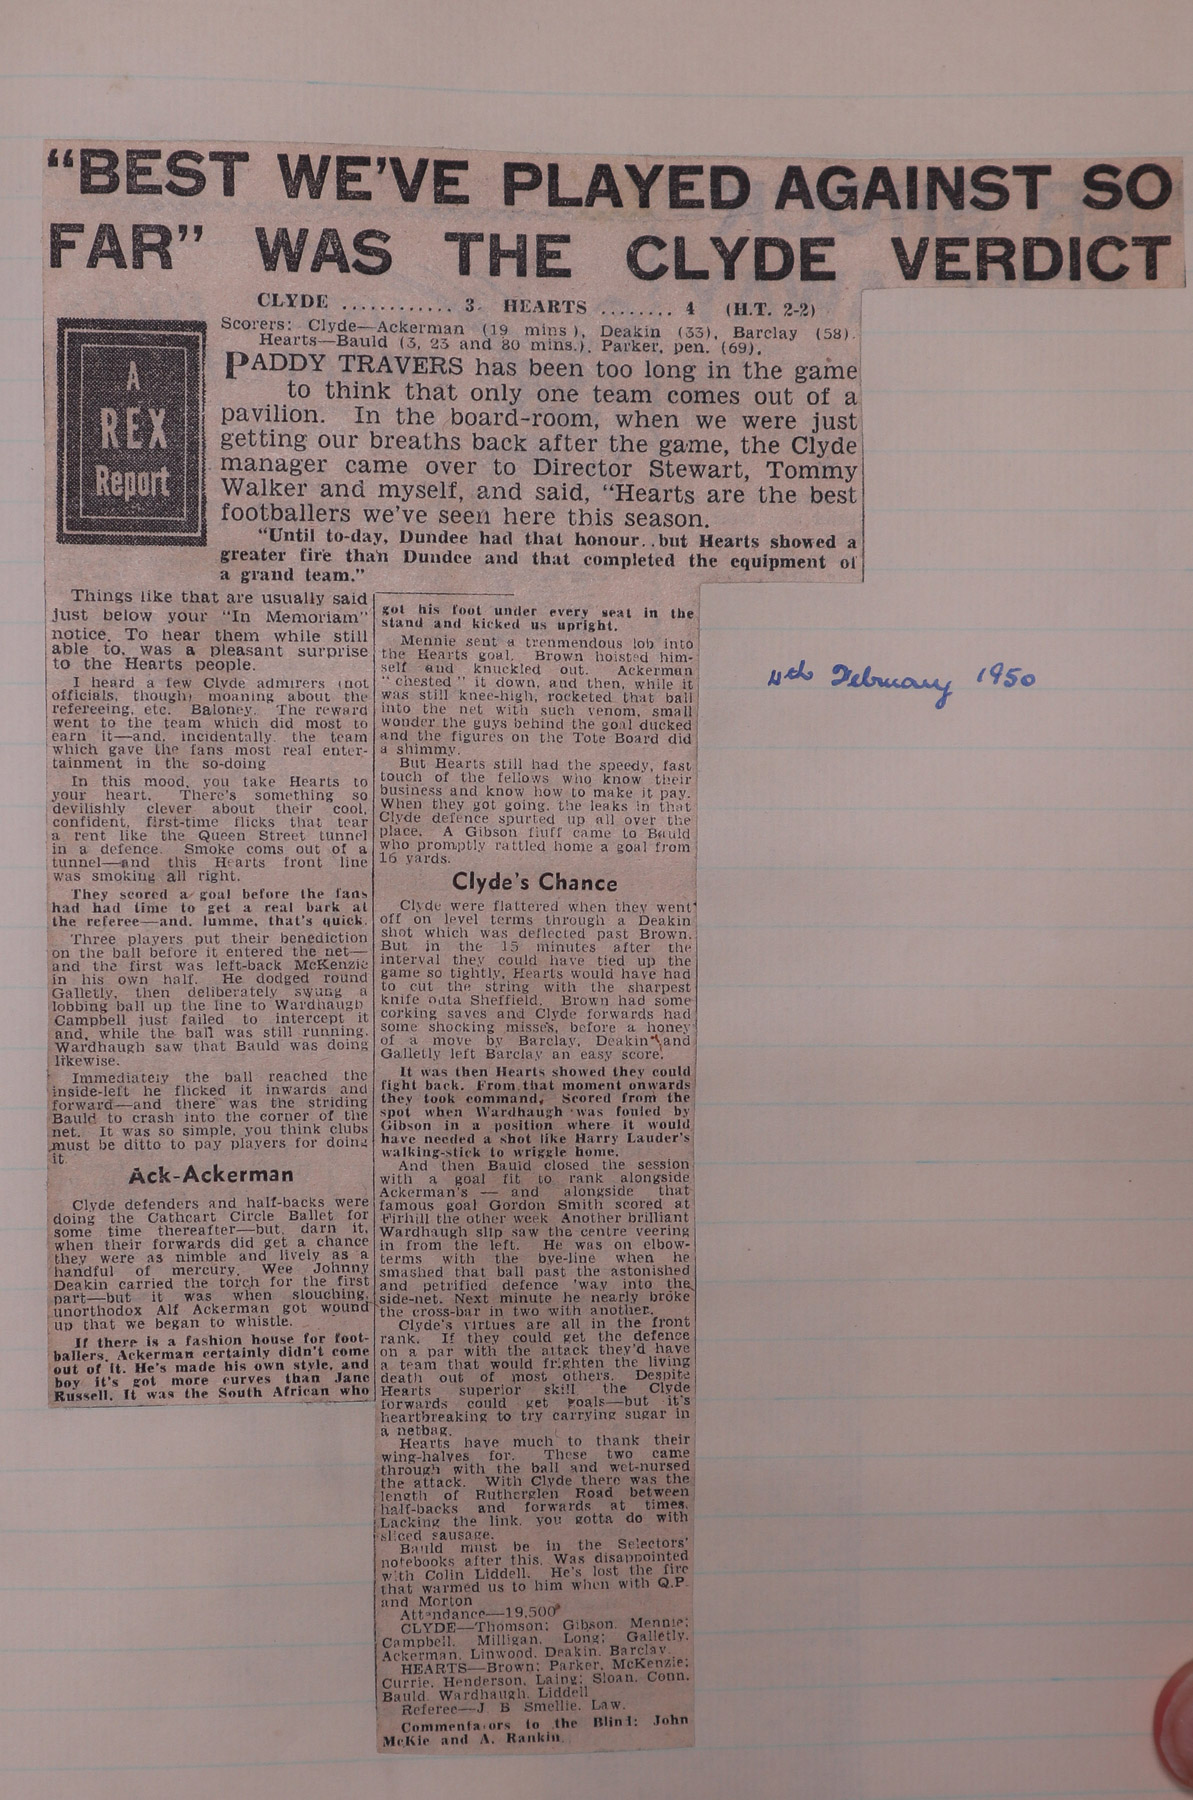 “BEST WE’VE PLAYED AGAINST SO
FAR” WAS THE CLYDE VERDICT
CLYDE ............ 3. HEARTS ........ 4 (H.T. 2-2)
Scorers: Clyde—Ackerman (19 mins), Deakin (33), Barclay (58).
Hearts—Bauld (3, 23 and 80 mins.), Parker, pen. (69).
A
REX
Report
PADDY TRAVERS has been too long in the game
to think that only one team comes out of a
pavilion. In the board-room, when we were just
getting our breaths back after the game, the Clyde
manager came over to Director Stewart, Tommy
Walker and myself, and said, “Hearts are the best
footballers we’ve seen here this season.
“Until to-day, Dundee had that honour..but Hearts showed a
greater fire than Dundee and that completed the equipment of
a grand team.”
Things like that are usually said
just below your “In Memoriam”
notice. To hear them while still
able to, was a pleasant surprise
to the Hearts people.
I heard a few Clyde admirers (not
officials, though) moaning about the
refereeing, etc. Baloney. The reward
went to the team which did most to
earn it—and, incidentally, the team
which gave the fans most real enter-
tainment in the so-doing
In this mood, you take Hearts to
your heart. There’s something so
devilishly clever about their cool,
confident, first-time flicks that tear
a rent like the Queen Street tunnel
in a defence. Smoke coms out of a
tunnel—and this Hearts front line
was smoking all right.
They scored a goal before the fans
had had time to get a real bark at
the referee—and, lumme, that’s quick.
Three players put their benediction
on the ball before it entered the net—
and the first was left-back McKenzie
in his own half. He dodged round
Galletly, then deliberately swung a
lobbing ball up the line to Wardhaugh
Campbell just failed to intercept it
and, while the ball was still running,
Wardhaugh saw that Bauld was doing
likewise.
Immediately the ball reached the
inside-left he flicked it inwards and
forward—and there was the striding
Bauld to crash into the corner of the
net. It was so simple, you think clubs
must be ditto to pay players for doing
it.
Ack-Ackerman
Clyde defenders and half-backs were
doing the Cathcart Circle Ballet for
some time thereafter—but, darn it,
when their forwards did get a chance
they were as nimble and lively as a
handful of mercury. Wee Johnny
Deakin carried the torch for the first
part—but it was when slouching,
unorthodox Alf Ackerman got wound
up that we began to whistle.
If there is a fashion house for foot-
ballers, Ackerman certainly didn’t come
out of it. He’s made his own style, and
boy it’s got more curves than Jane
Russell. It was the South African who
got his foot under every seat in the
stand and kicked us upright.
Mennie sent a trenmendous lob into
the Hearts goal. Brown hoisted him-
self and knuckled out. Ackerman
“chested” it down, and then, while it
was still knee-high, rocketed that ball
into the net with such venom, small
wonder the guys behind the goal ducked
and the figures on the Tote Board did
a shimmy.
But Hearts still had the speedy, fast
touch of the fellows who know their
business and know how to make it pay.
When they got going, the leaks in that
Clyde defence spurted up all over the
place. A Gibson fluff came to Bauld
who promptly rattled home a goal from
16 yards.
Clyde’s Chance
Clyde were flattered when they went
off on level terms through a Deakin
shot which was deflected past Brown.
But in the 15 minutes after the
interval they could have tied up the
game so tightly, Hearts would have had
to cut the string with the sharpest
knife outa Sheffield. Brown had some
corking saves and Clyde forwards had
some shocking misses, before a honey
of a move by Barclay, Deakin and
Galletly left Barclay an easy score.
It was then Hearts showed they could
fight back. From that moment onwards
they took command. Scored from the
spot when Wardhaugh was fouled by
Gibson in a position where it would
have needed a shot like Harry Lauder’s
walking-stick to wriggle home.
And then Bauld closed the session
with a goal fit to rank alongside
Ackerman’s — and alongside that
famous goal Gordon Smith scored at
Firhill the other week Another brilliant
Wardhaugh slip saw the centre veering
in from the left. He was on elbow-
terms with the bye-line when he
smashed that ball past the astonished
and petrified defence ’way into the
side-net. Next minute he nearly broke
the cross-bar in two with another.
Clyde’s virtues are all in the front
rank. If they could get the defence
on a par with the attack they’d have
a team that would frighten the living
death out of most others. Despite
Hearts superior skill the Clyde
forwards could get goals—but it’s
heartbreaking to try carrying sugar in
a netbag.
Hearts have much to thank their
wing-halves for. These two came
through with the ball and wet-nursed
the attack. With Clyde there was the
length of Rutherglen Road between
half-backs and forwards at times.
Lacking the link, you gotta do with
sliced sausage.
Bauld must be in the Selectors’
notebooks after this. Was disappointed
with Colin Liddell. He’s lost the fire
that warmed us to him when with Q.P.
and Morton
Attendance—19,500
CLYDE—Thomson; Gibson, Mennie;
Campbell, Milligan, Long; Galletly,
Ackerman, Linwood, Deakin, Barclay.
HEARTS—Brown; Parker, McKenzie;
Currie, Henderson, Laing; Sloan, Conn,
Bauld, Wardhaugh, Liddell
Referee—J B Smellie, Law.
Commentators to the Blind: John
McKie and A. Rankin.
4th February 1950